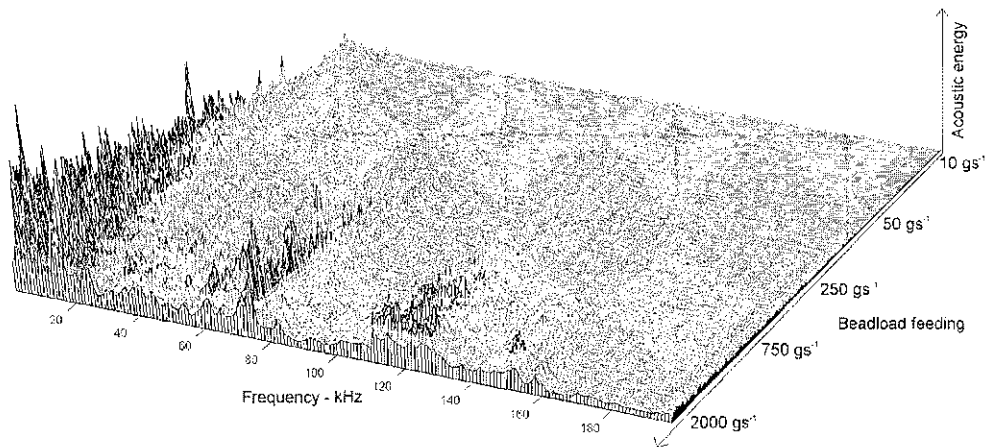 Acoustic energy
10 gs⁻¹
50 gs⁻¹
250 gs⁻¹
Beadload feeding
750 gs⁻¹
2000 gs⁻¹
20
40
60
80
100
120
140
160
180
Frequency - kHz